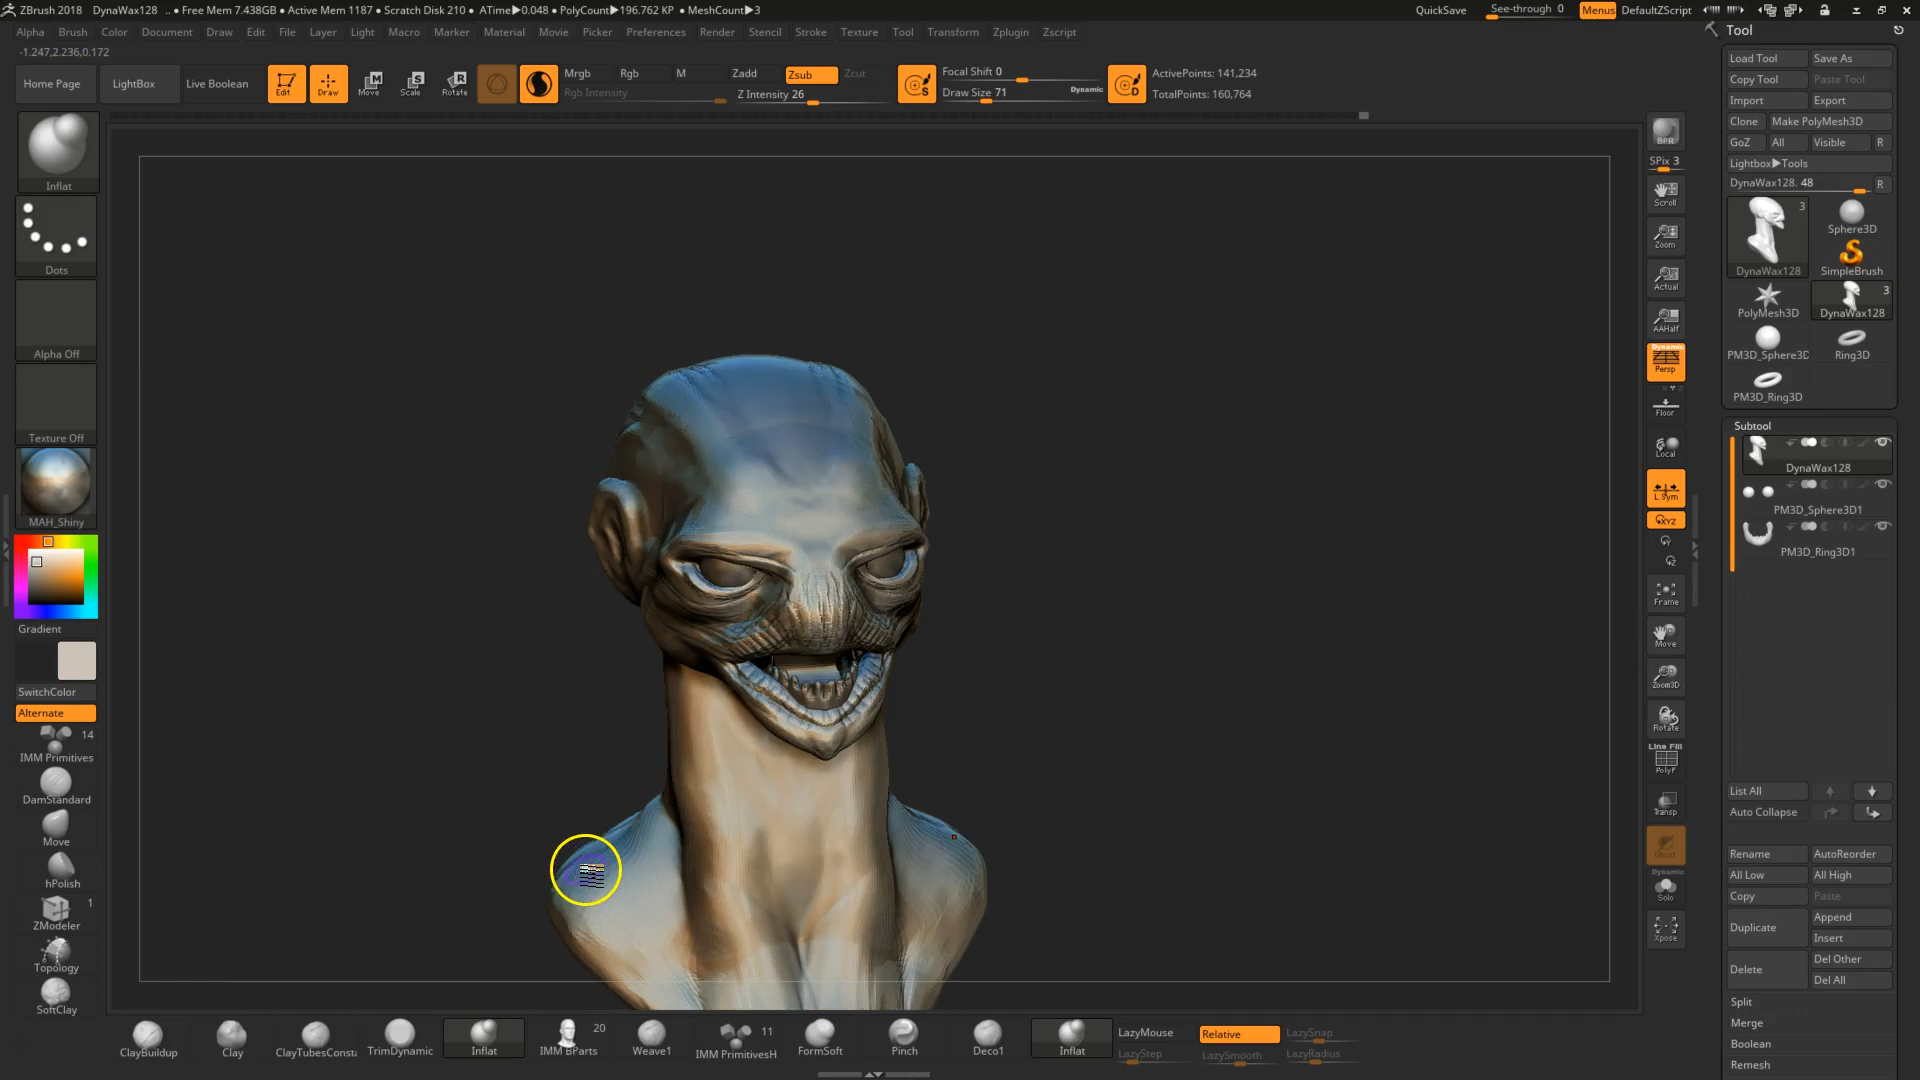 ZBrush 2018 DynaWax128 .. • Free Mem 7.438GB • Active Mem 1187 • Scratch Disk 210 • ATime▶0.048 • PolyCount▶196.762 KP • MeshCount▶3 QuickSave See-through 0 Menus DefaultZScript
Alpha Brush Color Document Draw Edit File Layer Light Macro Marker Material Movie Picker Preferences Render Stencil Stroke Texture Tool Transform Zplugin Zscript
-1.247,2.236,0.172
Home Page LightBox Live Boolean Edit Draw Move Scale Rotate
Mrgb Rgb M Zadd Zsub Zcut
Rgb Intensity Z Intensity 26
Focal Shift 0
Draw Size 71 Dynamic
ActivePoints: 141,234
TotalPoints: 160,764
Inflat
Dots
Alpha Off
Texture Off
MAH_Shiny
Gradient
SwitchColor
Alternate
14
IMM Primitives
DamStandard
Move
hPolish
1
ZModeler
Topology
SoftClay
BPR
SPix 3
Scroll
Zoom
Actual
AAHalf
Dynamic
Persp
Floor
Local
L.Sym
XYZ
Y
Z
Frame
Move
Zoom3D
Rotate
Line Fill
PolyF
Transp
Ghost
Dynamic
Solo
Xpose
Tool
Load Tool Save As
Copy Tool Paste Tool
Import Export
Clone Make PolyMesh3D
GoZ All Visible R
Lightbox▶Tools
DynaWax128. 48 R
3
Sphere3D
DynaWax128 SimpleBrush
3
PolyMesh3D DynaWax128
PM3D_Sphere3D Ring3D
PM3D_Ring3D
Subtool
DynaWax128
PM3D_Sphere3D1
PM3D_Ring3D1
List All
Auto Collapse
Rename AutoReorder
All Low All High
Copy Paste
Duplicate Append
Insert
Delete Del Other
Del All
Split
Merge
Boolean
Remesh
ClayBuildup Clay ClayTubesConsta TrimDynamic Inflat IMM BParts 20 Weave1 IMM PrimitivesH 11 FormSoft Pinch Deco1 Inflat
LazyMouse Relative LazySnap
LazyStep LazySmooth LazyRadius